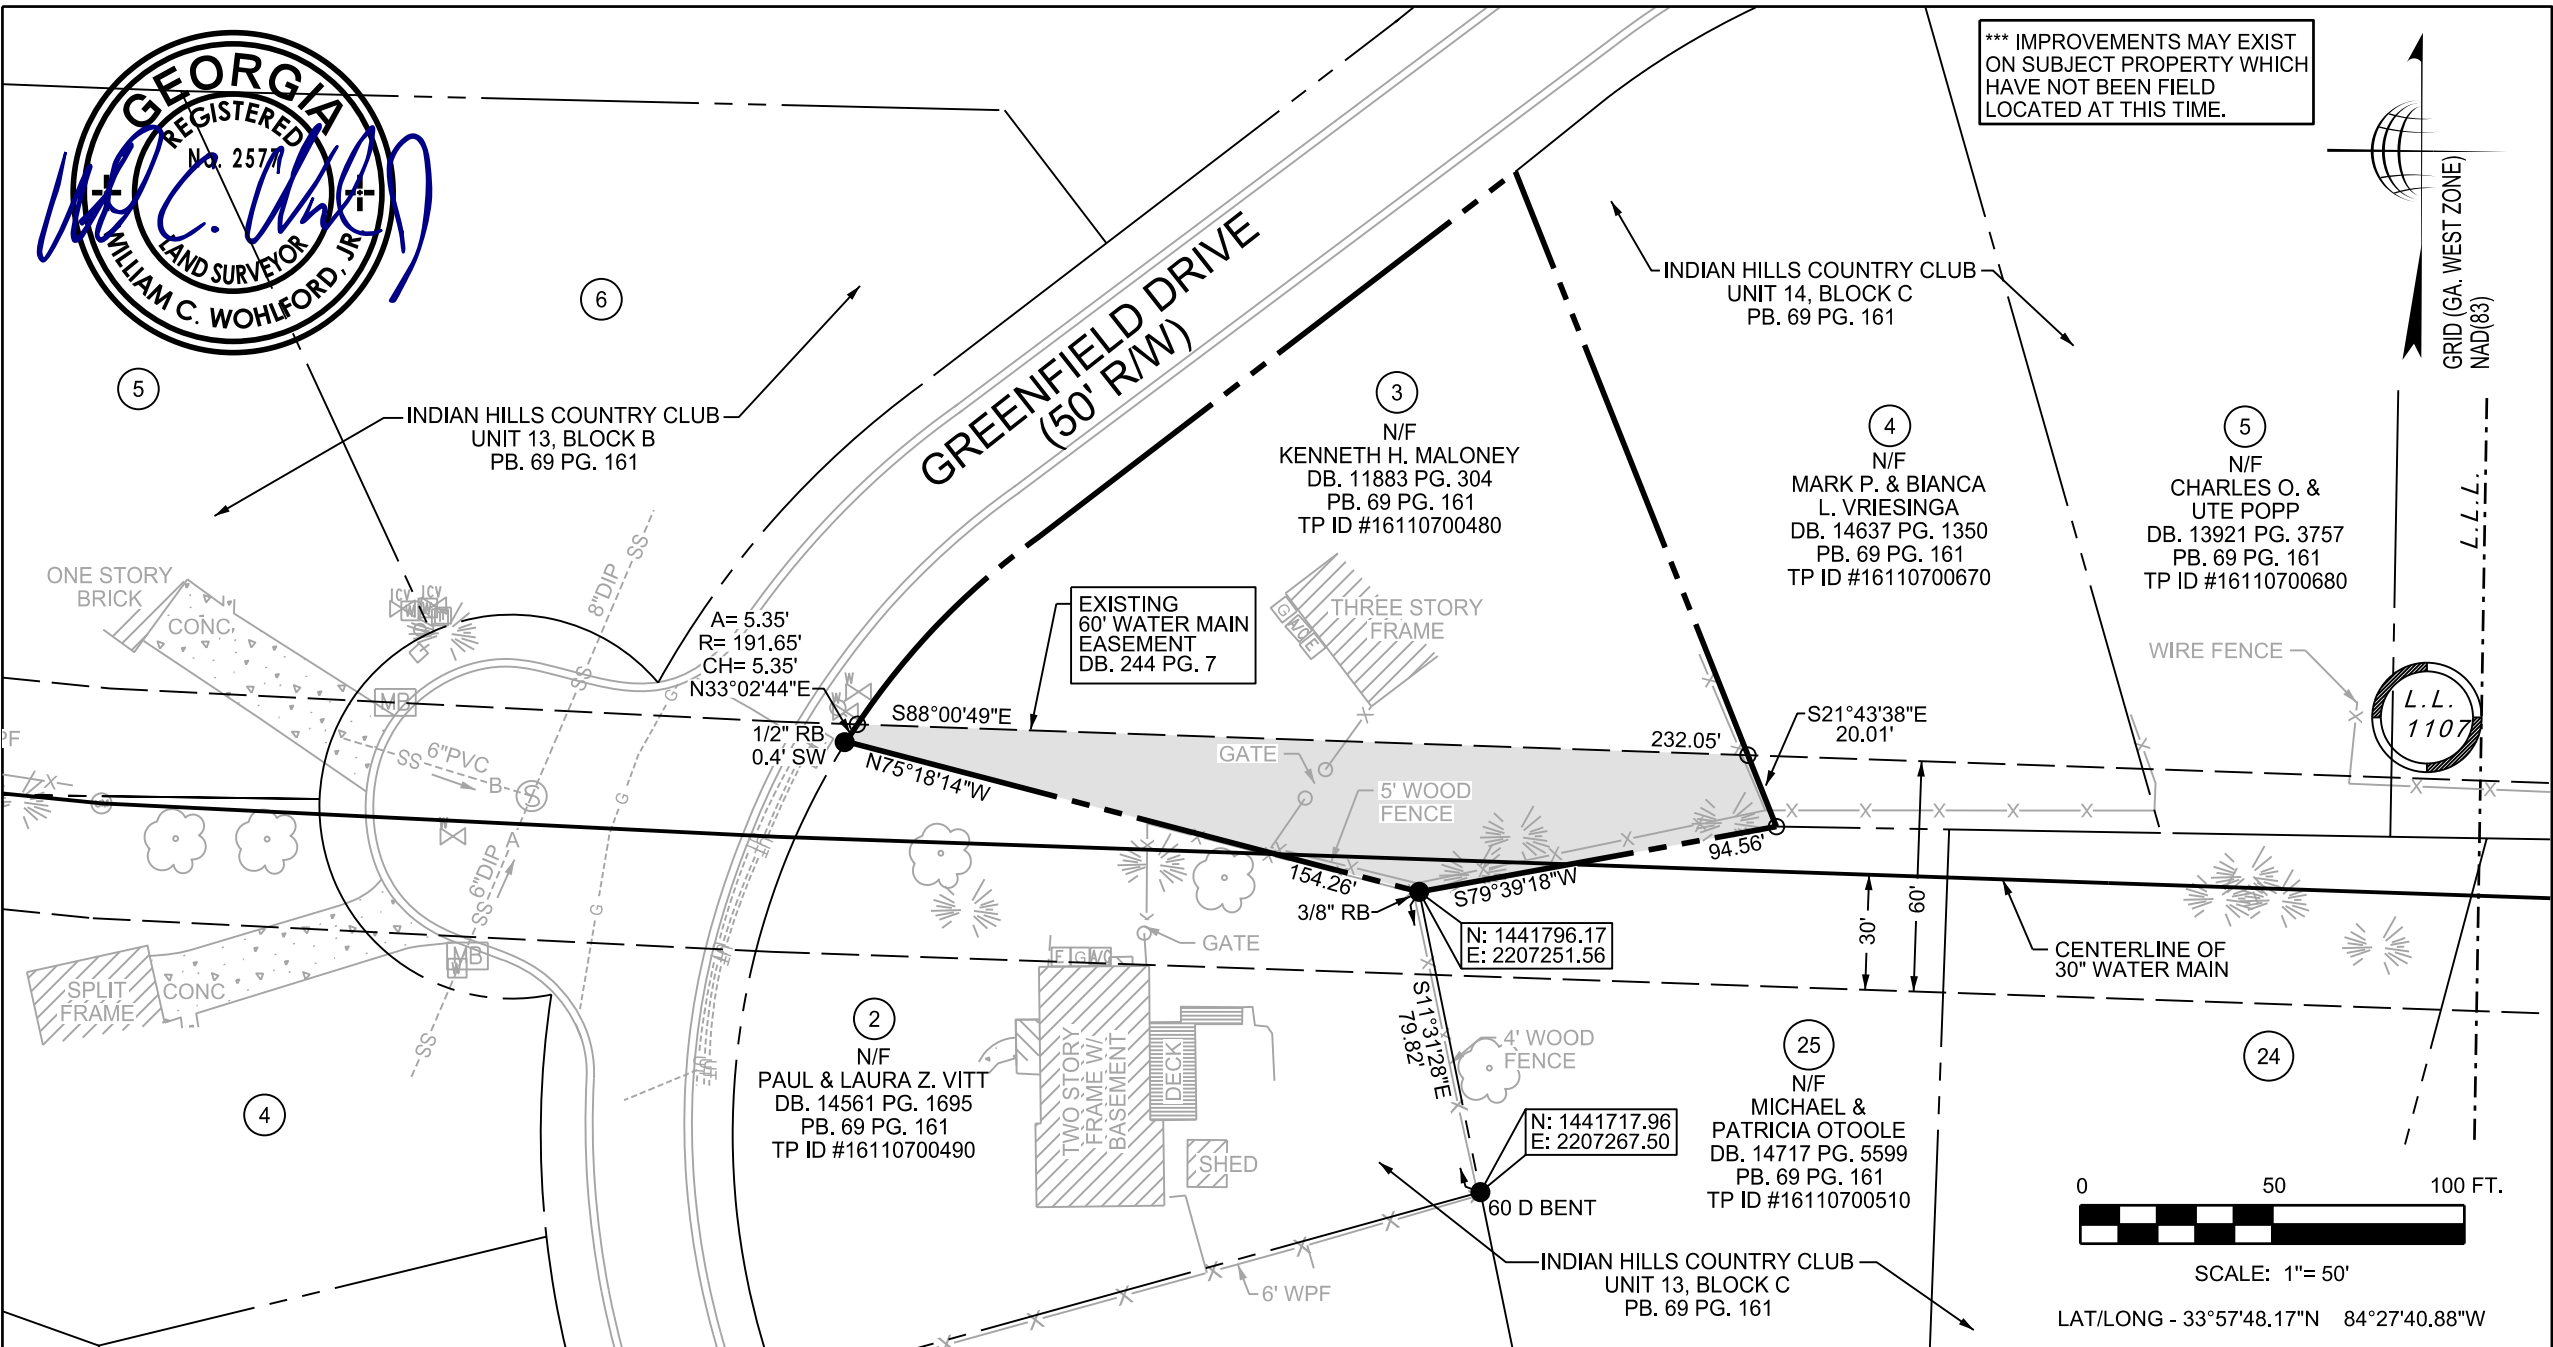 GEORGIA
REGISTERED
No. 2577
LAND SURVEYOR
WILLIAM C. WOHLFORD, JR.
*** IMPROVEMENTS MAY EXIST
ON SUBJECT PROPERTY WHICH
HAVE NOT BEEN FIELD
LOCATED AT THIS TIME.
GRID (GA. WEST ZONE)
NAD(83)
INDIAN HILLS COUNTRY CLUB
UNIT 14, BLOCK C
PB. 69 PG. 161
GREENFIELD DRIVE
(50' R/W)
6
5
INDIAN HILLS COUNTRY CLUB
UNIT 13, BLOCK B
PB. 69 PG. 161
3
N/F
KENNETH H. MALONEY
DB. 11883 PG. 304
PB. 69 PG. 161
TP ID #16110700480
4
N/F
MARK P. & BIANCA
L. VRIESINGA
DB. 14637 PG. 1350
PB. 69 PG. 161
TP ID #16110700670
5
N/F
CHARLES O. &
UTE POPP
DB. 13921 PG. 3757
PB. 69 PG. 161
TP ID #16110700680
L.L.L.
ONE STORY
BRICK
CONC.
ICV
ICV
8"DIP
SS
SS
SS
A= 5.35'
R= 191.65'
CH= 5.35'
N33°02'44"E
EXISTING
60' WATER MAIN
EASEMENT
DB. 244 PG. 7
THREE STORY
FRAME
WIRE FENCE
L.L.
1107
MB
G
W
W
1/2" RB
0.4' SW
S88°00'49"E
232.05'
S21°43'38"E
20.01'
N75°18'14"W
GATE
5' WOOD
FENCE
PF
SS
6"PVC
B
S
G
A
6"DIP
SS
SS
G
94.56'
154.26'
S79°39'18"W
3/8" RB
N: 1441796.17
E: 2207251.56
30'
60'
CENTERLINE OF
30" WATER MAIN
GATE
MB
SPLIT
FRAME
CONC
SS
S11°31'28"E
79.82'
4' WOOD
FENCE
TWO STORY
FRAME W/
BASEMENT
DECK
SHED
2
N/F
PAUL & LAURA Z. VITT
DB. 14561 PG. 1695
PB. 69 PG. 161
TP ID #16110700490
4
25
N/F
MICHAEL &
PATRICIA OTOOLE
DB. 14717 PG. 5599
PB. 69 PG. 161
TP ID #16110700510
24
N: 1441717.96
E: 2207267.50
60 D BENT
6' WPF
INDIAN HILLS COUNTRY CLUB
UNIT 13, BLOCK C
PB. 69 PG. 161
0 50 100 FT.
SCALE: 1"= 50'
LAT/LONG - 33°57'48.17"N 84°27'40.88"W